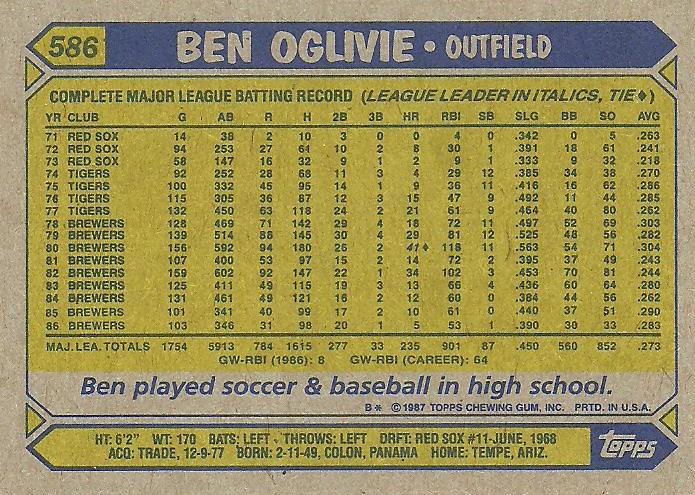 586 BEN OGLIVIE • OUTFIELD
COMPLETE MAJOR LEAGUE BATTING RECORD (LEAGUE LEADER IN ITALICS, TIE♦)
YR CLUB G AB R H 2B 3B HR RBI SB SLG BB SO AVG
71 RED SOX 14 38 2 10 3 0 0 4 0 .342 0 5 .263
72 RED SOX 94 253 27 61 10 2 8 30 1 .391 18 61 .241
73 RED SOX 58 147 16 32 9 1 2 9 1 .333 9 32 .218
74 TIGERS 92 252 28 68 11 3 4 29 12 .385 34 38 .270
75 TIGERS 100 332 45 95 14 1 9 36 11 .416 16 62 .286
76 TIGERS 115 305 36 87 12 3 15 47 9 .492 11 44 .285
77 TIGERS 132 450 63 118 24 2 21 61 9 .464 40 80 .262
78 BREWERS 128 469 71 142 29 4 18 72 11 .497 52 69 .303
79 BREWERS 139 514 88 145 30 4 29 81 12 .525 48 56 .282
80 BREWERS 156 592 94 180 26 2 41♦ 118 11 .563 54 71 .304
81 BREWERS 107 400 53 97 15 2 14 72 2 .395 37 49 .243
82 BREWERS 159 602 92 147 22 1 34 102 3 .453 70 81 .244
83 BREWERS 125 411 49 115 19 3 13 66 4 .436 60 64 .280
84 BREWERS 131 461 49 121 16 2 12 60 0 .384 44 56 .262
85 BREWERS 101 341 40 99 17 2 10 61 0 .440 37 51 .290
86 BREWERS 103 346 31 98 20 1 5 53 1 .390 30 33 .283
MAJ. LEA. TOTALS 1754 5913 784 1615 277 33 235 901 87 .450 560 852 .273
GW-RBI (1986): 8 GW-RBI (CAREER): 64
Ben played soccer & baseball in high school.
B* © 1987 TOPPS CHEWING GUM, INC. PRTD. IN U.S.A.
HT: 6'2" WT: 170 BATS: LEFT THROWS: LEFT DRFT: RED SOX #11-JUNE, 1968
ACQ: TRADE, 12-9-77 BORN: 2-11-49, COLON, PANAMA HOME: TEMPE, ARIZ.
TOPPS